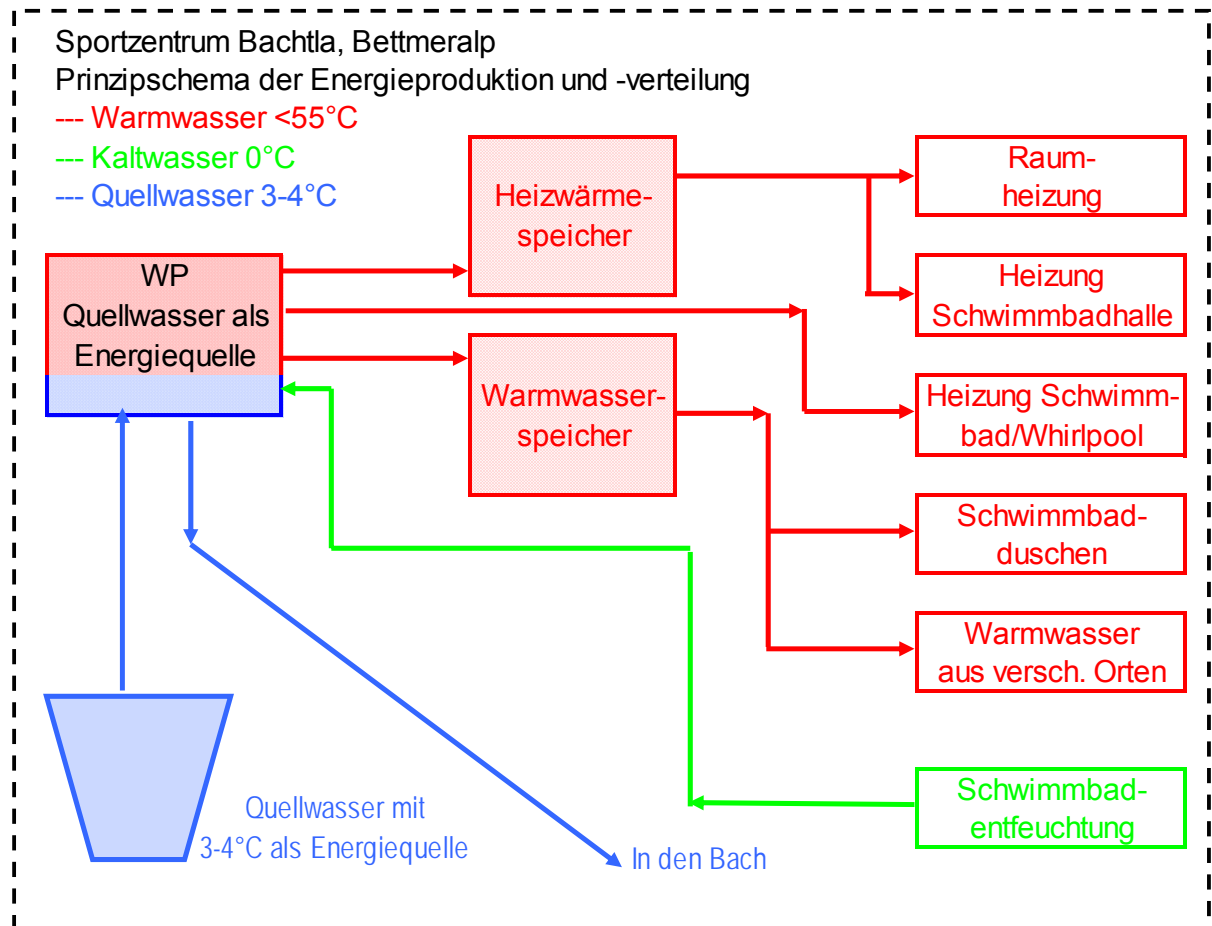 Sportzentrum Bachtla, Bettmeralp
Prinzipschema der Energieproduktion und -verteilung
--- Warmwasser <55°C
--- Kaltwasser 0°C
--- Quellwasser 3-4°C
WP
Quellwasser als
Energiequelle
Heizwärme-
speicher
Warmwasser-
speicher
Raum-
heizung
Heizung
Schwimmbadhalle
Heizung Schwimm-
bad/Whirlpool
Schwimmbad-
duschen
Warmwasser
aus versch. Orten
Schwimmbad-
entfeuchtung
Quellwasser mit
3-4°C als Energiequelle
In den Bach